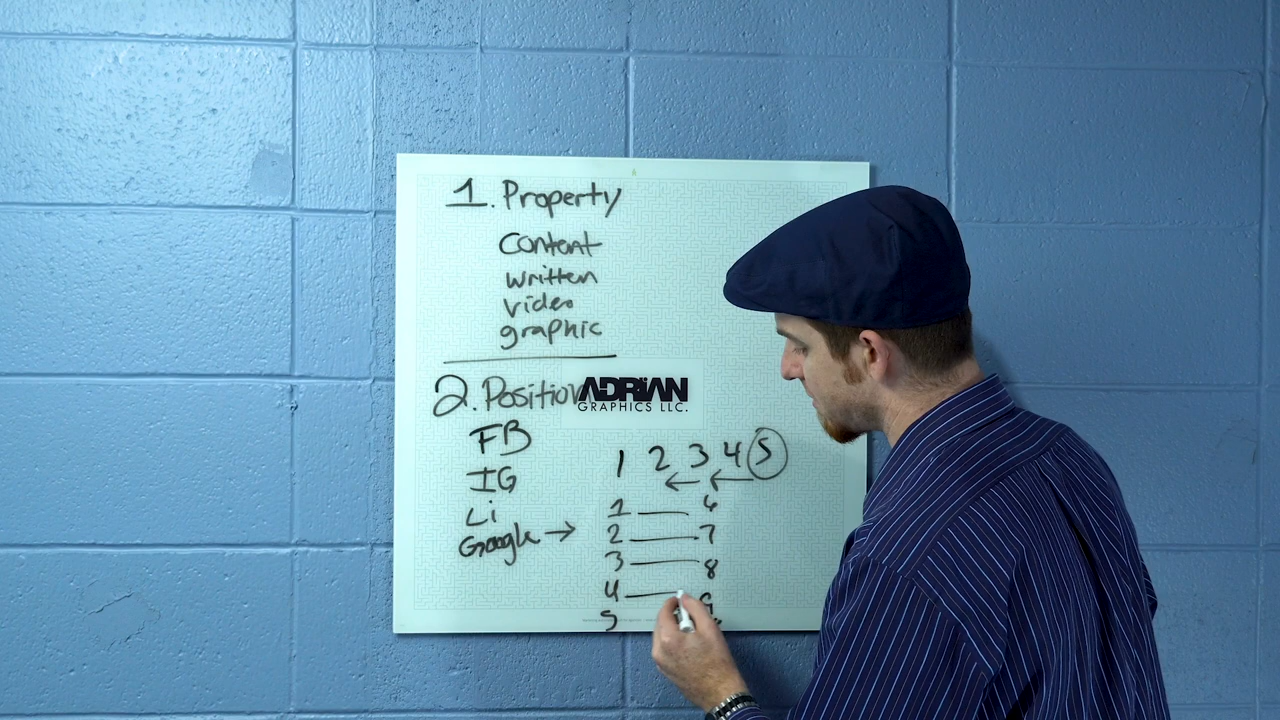 1. Property
Content
written
video
graphic
2. Position
ADRIAN
GRAPHICS LLC.
FB
IG
Li
Google →
1 2 3 4 5
1 — 6
2 — 7
3 — 8
4 — 9
5